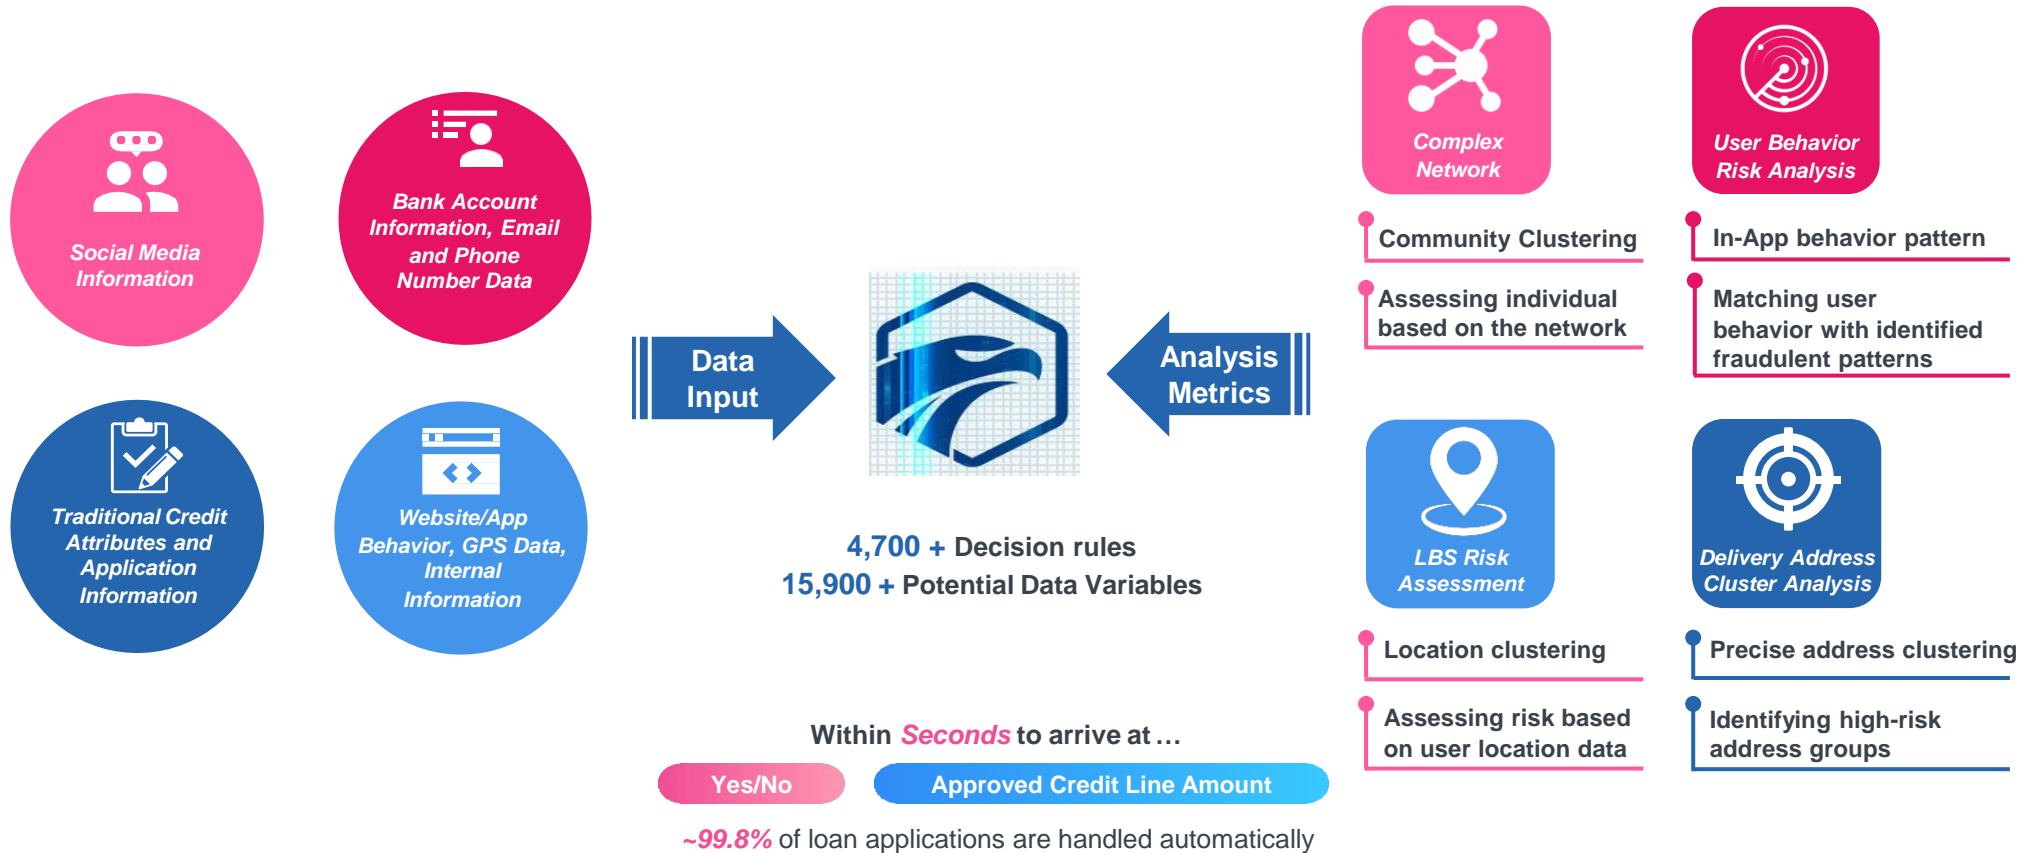 Social Media
Information
Bank Account
Information, Email
and Phone
Number Data
Traditional Credit
Attributes and
Application
Information
Website/App
Behavior, GPS Data,
Internal
Information
Data
Input
Analysis
Metrics
4,700 + Decision rules
15,900 + Potential Data Variables
Within Seconds to arrive at …
Yes/No
Approved Credit Line Amount
~99.8% of loan applications are handled automatically
Complex
Network
Community Clustering
Assessing individual
based on the network
User Behavior
Risk Analysis
In-App behavior pattern
Matching user
behavior with identified
fraudulent patterns
LBS Risk
Assessment
Location clustering
Assessing risk based
on user location data
Delivery Address
Cluster Analysis
Precise address clustering
Identifying high-risk
address groups